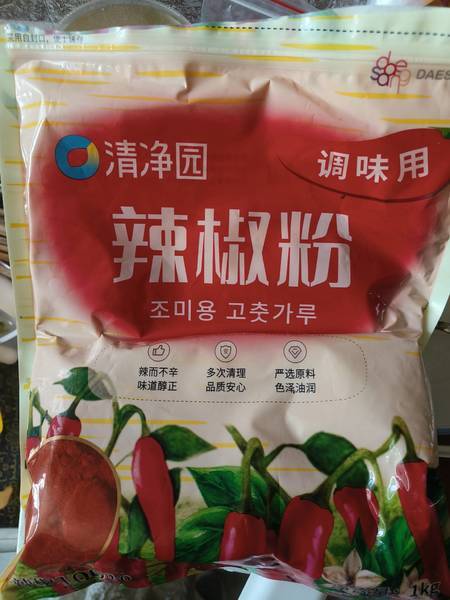 daesang DAES
清净园
调味用
辣椒粉
조미용 고춧가루
辣而不辛 多次清理 严选原料
味道醇正 品质安心 色泽油润
1kg